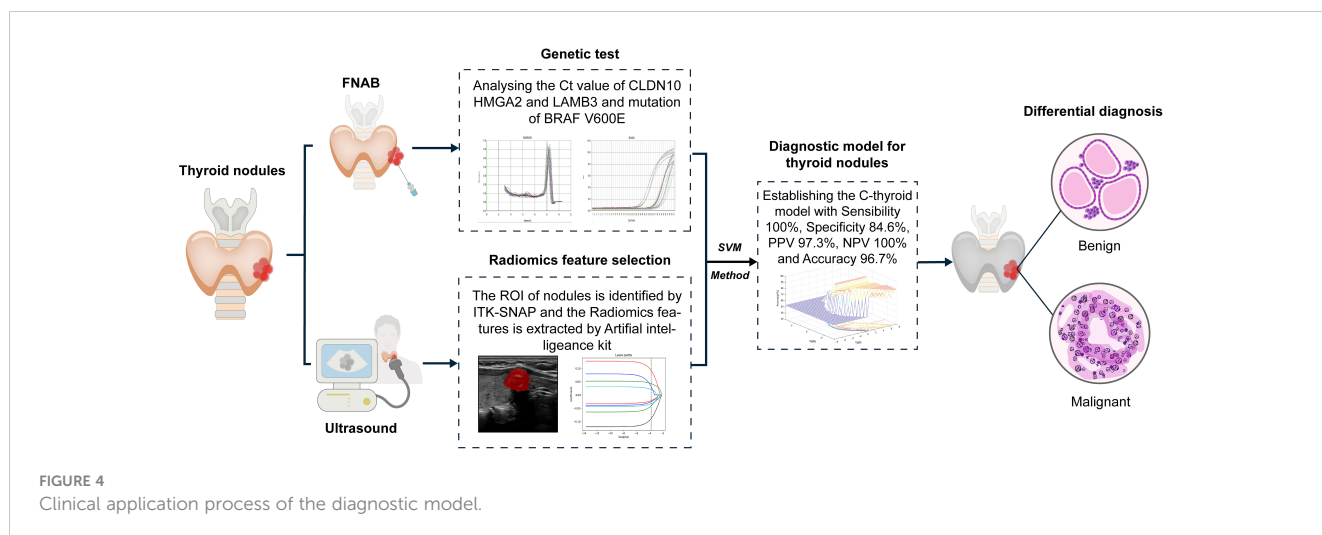 Thyroid nodules
FNAB
Ultrasound
Genetic test
Analysing the Ct value of CLDN10
HMGA2 and LAMB3 and mutation
of BRAF V600E
Radiomics feature selection
The ROI of nodules is identified by
ITK-SNAP and the Radiomics fea-
tures is extracted by Artifial intel-
ligeance kit
SVM
Method
Diagnostic model for
thyroid nodules
Establishing the C-thyroid
model with Sensibility
100%, Specificity 84.6%,
PPV 97.3%, NPV 100%
and Accuracy 96.7%
Differential diagnosis
Benign
Malignant
FIGURE 4
Clinical application process of the diagnostic model.